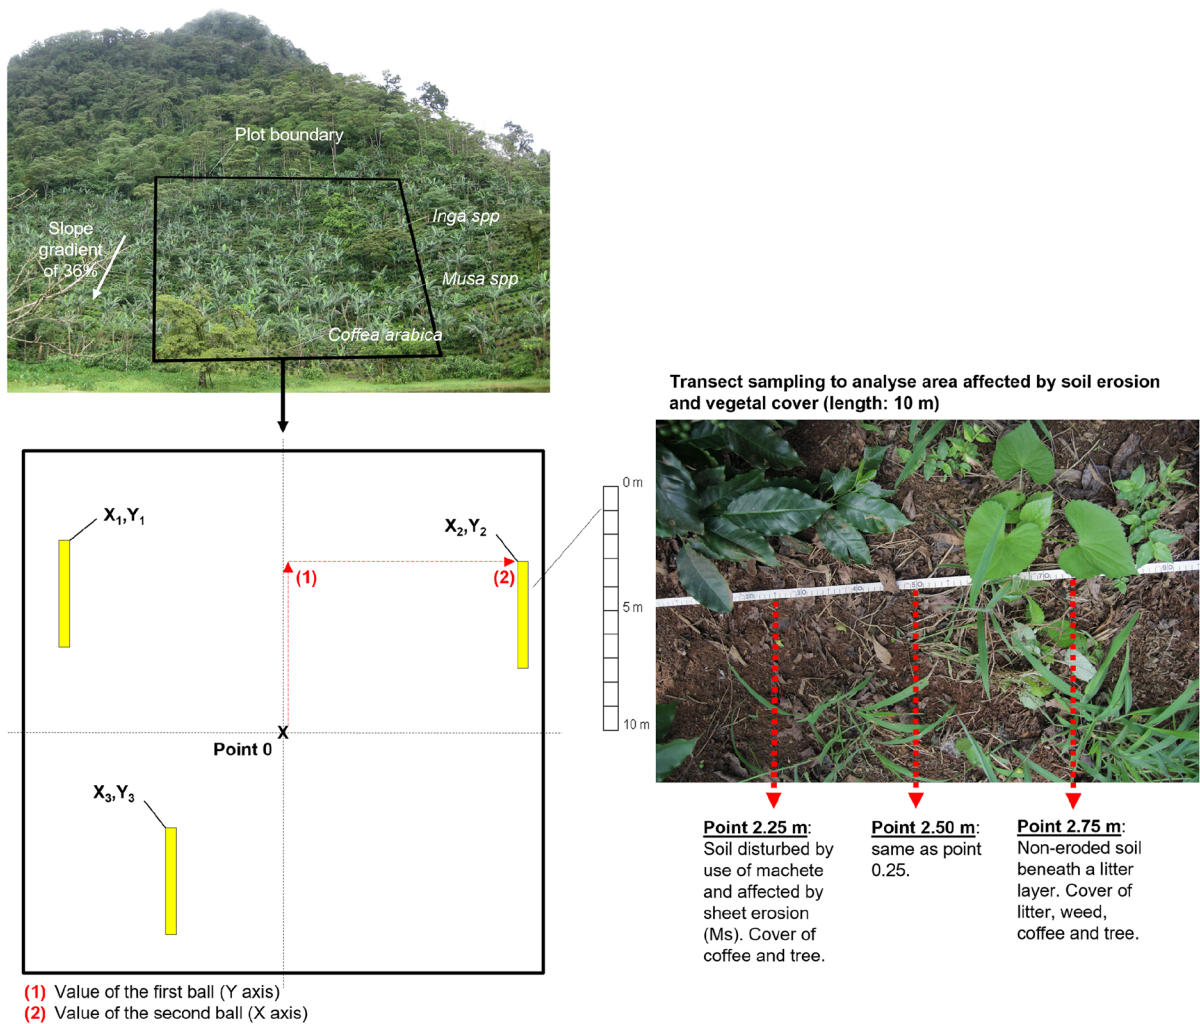 Plot boundary
Inga spp
Slope
gradient
of 36%
Musa spp
Coffea arabica
Transect sampling to analyse area affected by soil erosion
and vegetal cover (length: 10 m)
X1,Y1
X2,Y2
(1)
(2)
0 m
5 m
10 m
X
Point 0
X3,Y3
30
40
50
70
90
Point 2.25 m:
Soil disturbed by
use of machete
and affected by
sheet erosion
(Ms). Cover of
coffee and tree.
Point 2.50 m:
same as point
0.25.
Point 2.75 m:
Non-eroded soil
beneath a litter
layer. Cover of
litter, weed,
coffee and tree.
(1) Value of the first ball (Y axis)
(2) Value of the second ball (X axis)